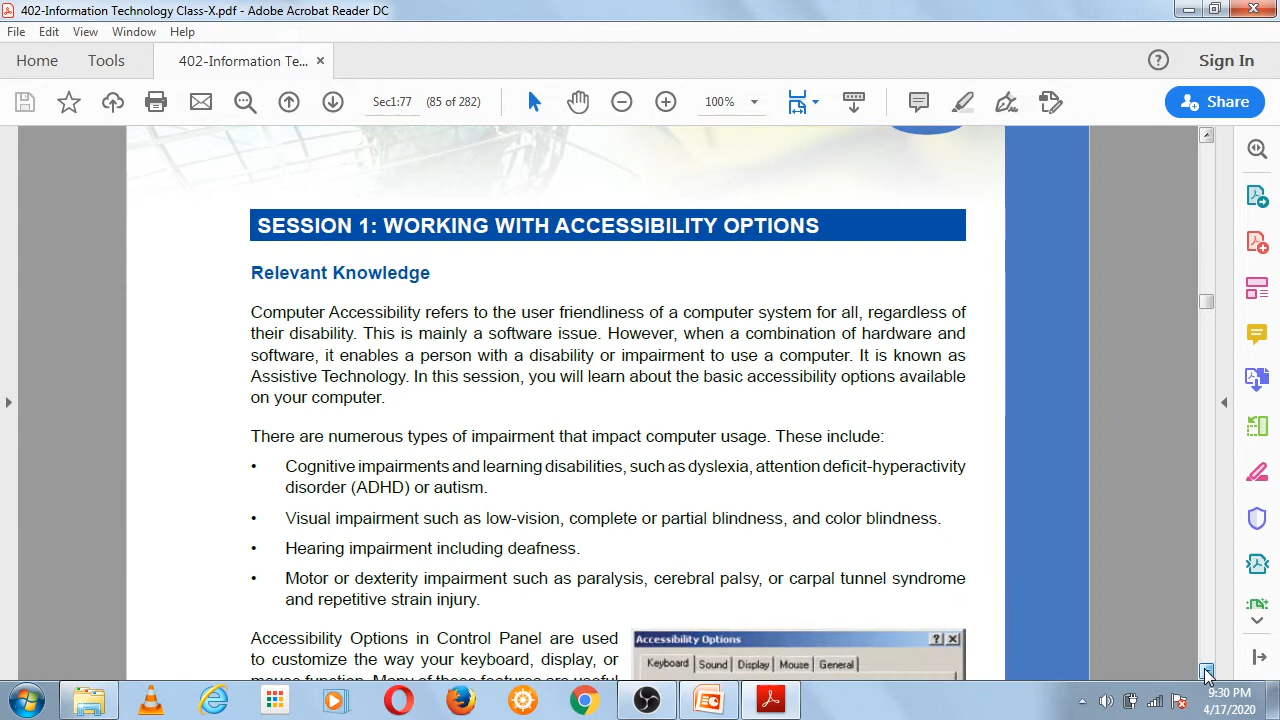 402-Information Technology Class-X.pdf - Adobe Acrobat Reader DC
File Edit View Window Help
Home Tools 402-Information Te... × ? Sign In
Sec1:77 (85 of 282) 100% Share
SESSION 1: WORKING WITH ACCESSIBILITY OPTIONS
Relevant Knowledge
Computer Accessibility refers to the user friendliness of a computer system for all, regardless of
their disability. This is mainly a software issue. However, when a combination of hardware and
software, it enables a person with a disability or impairment to use a computer. It is known as
Assistive Technology. In this session, you will learn about the basic accessibility options available
on your computer.
There are numerous types of impairment that impact computer usage. These include:
• Cognitive impairments and learning disabilities, such as dyslexia, attention deficit-hyperactivity
disorder (ADHD) or autism.
• Visual impairment such as low-vision, complete or partial blindness, and color blindness.
• Hearing impairment including deafness.
• Motor or dexterity impairment such as paralysis, cerebral palsy, or carpal tunnel syndrome
and repetitive strain injury.
Accessibility Options in Control Panel are used
to customize the way your keyboard, display, or
mouse function. Many of these features are useful
Accessibility Options
Keyboard Sound Display Mouse General
9:30 PM
4/17/2020